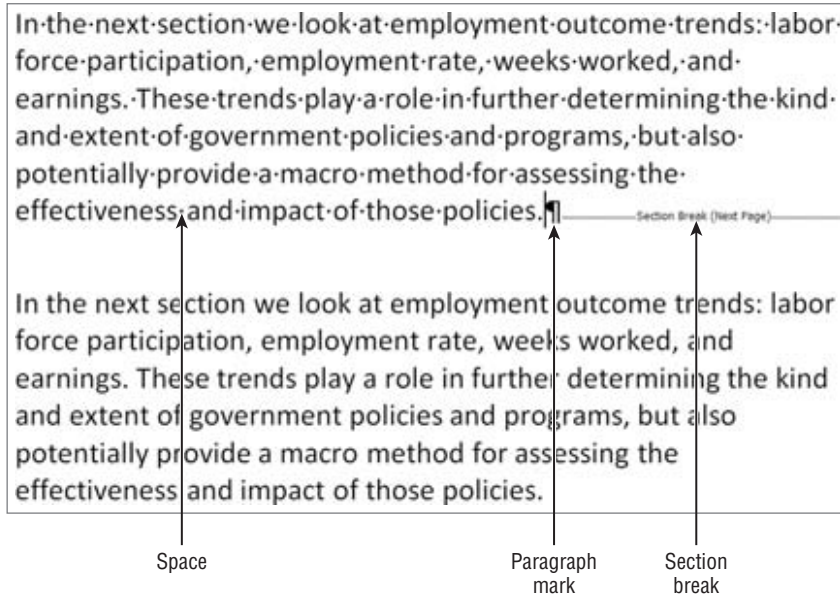 In·the·next·section·we·look·at·employment·outcome·trends:·labor·
force·participation,·employment·rate,·weeks·worked,·and·
earnings.·These·trends·play·a·role·in·further·determining·the·kind·
and·extent·of·government·policies·and·programs,·but·also·
potentially·provide·a·macro·method·for·assessing·the·
effectiveness·and·impact·of·those·policies.¶ Section Break (Next Page)
In the next section we look at employment outcome trends: labor
force participation, employment rate, weeks worked, and
earnings. These trends play a role in further determining the kind
and extent of government policies and programs, but also
potentially provide a macro method for assessing the
effectiveness and impact of those policies.
Space Paragraph Section
mark break